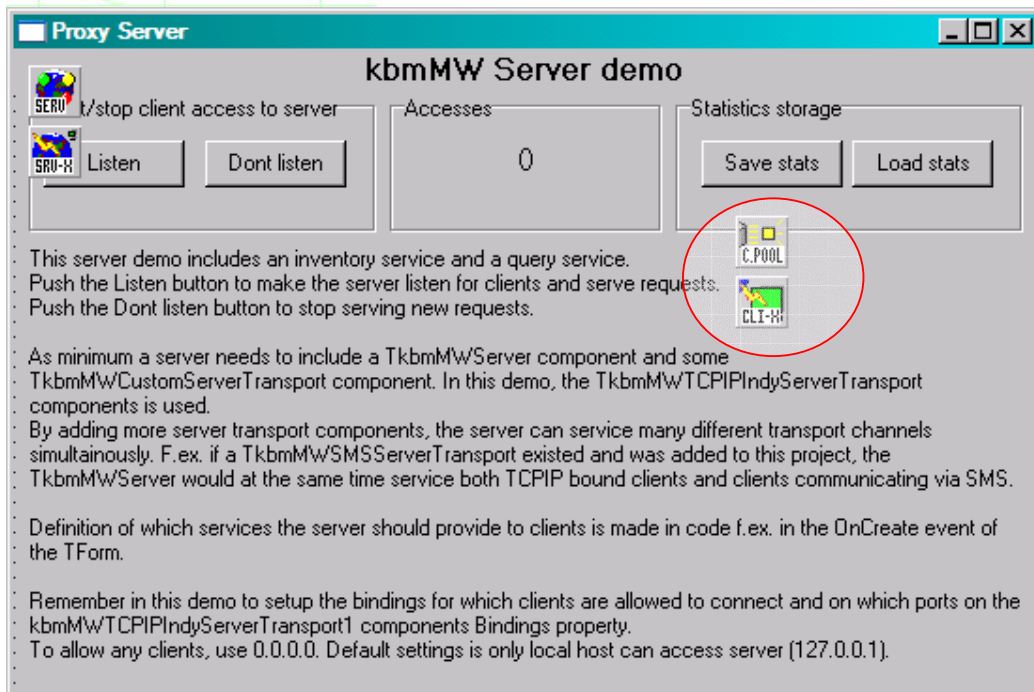 Proxy Server
kbmMW Server demo
SERV
t/stop client access to server
Accesses
Statistics storage
SRV-X
Listen
Dont listen
0
Save stats
Load stats
C.POOL
This server demo includes an inventory service and a query service.
Push the Listen button to make the server listen for clients and serve requests.
CLI-X
Push the Dont listen button to stop serving new requests.
As minimum a server needs to include a TkbmMWServer component and some
TkbmMWCustomServerTransport component. In this demo, the TkbmMWTCPIPIndyServerTransport
components is used.
By adding more server transport components, the server can service many different transport channels
simultainously. F.ex. if a TkbmMWSMSServerTransport existed and was added to this project, the
TkbmMWServer would at the same time service both TCPIP bound clients and clients communicating via SMS.
Definition of which services the server should provide to clients is made in code f.ex. in the OnCreate event of
the TForm.
Remember in this demo to setup the bindings for which clients are allowed to connect and on which ports on the
kbmMWTCPIPIndyServerTransport1 components Bindings property.
To allow any clients, use 0.0.0.0. Default settings is only local host can access server (127.0.0.1).